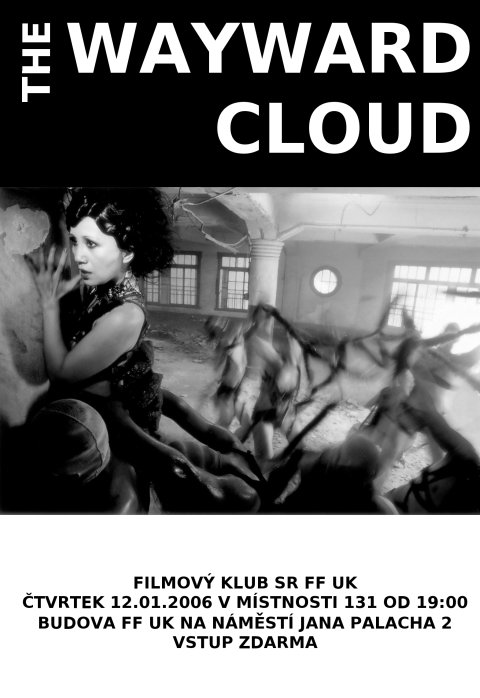 THE WAYWARD
CLOUD
FILMOVÝ KLUB SR FF UK
ČTVRTEK 12.01.2006 V MÍSTNOSTI 131 OD 19:00
BUDOVA FF UK NA NÁMĚSTÍ JANA PALACHA 2
VSTUP ZDARMA